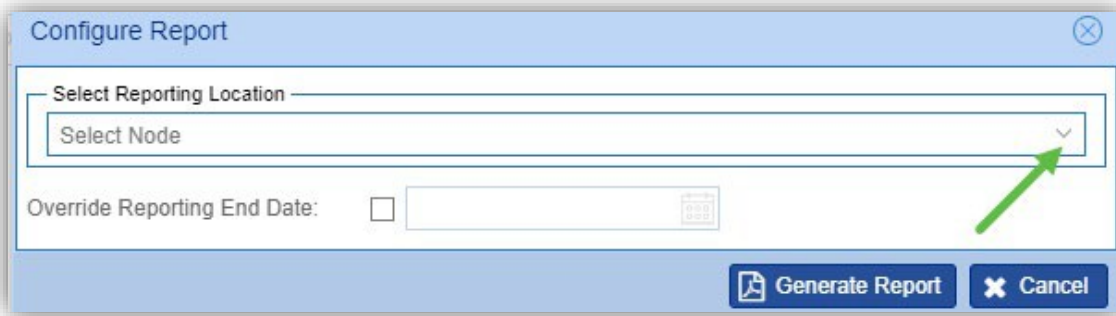 Configure Report
Select Reporting Location
Select Node
Override Reporting End Date:
Generate Report Cancel